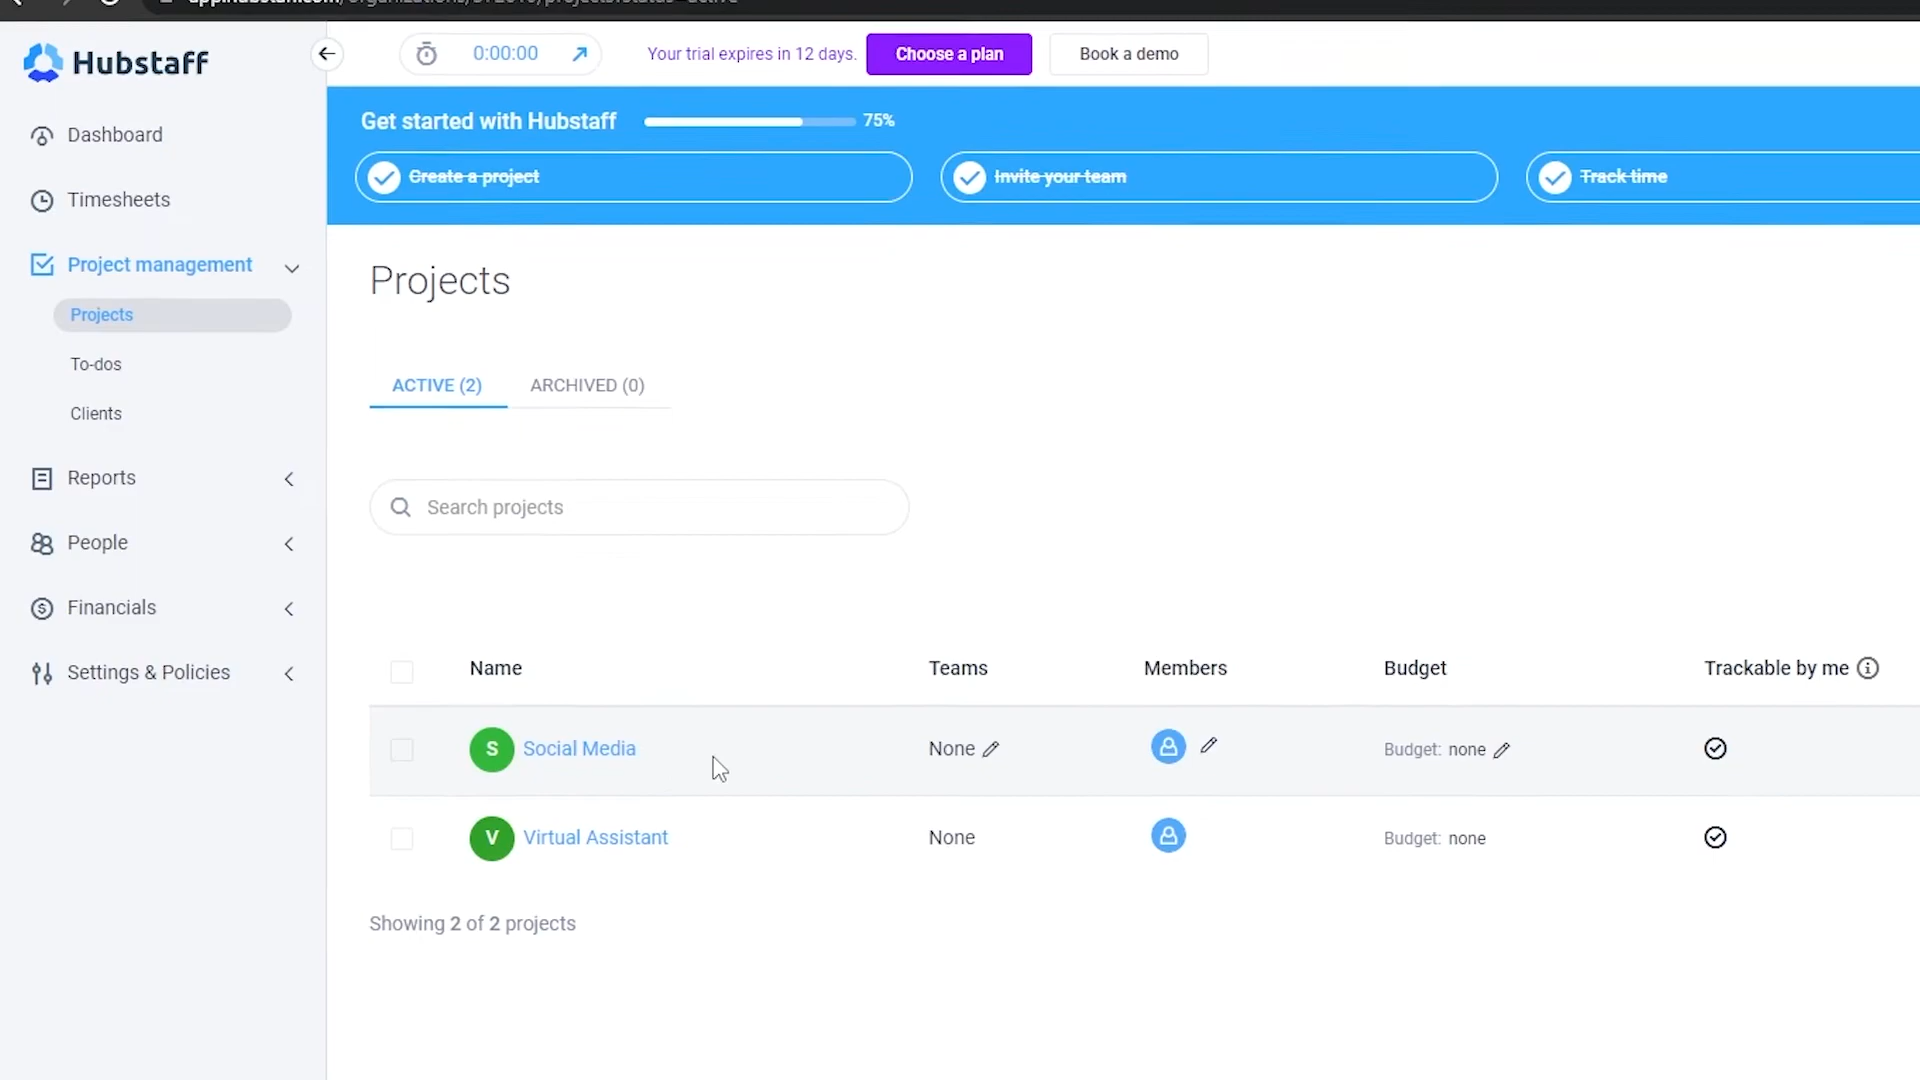 Hubstaff
0:00:00
Your trial expires in 12 days.
Choose a plan
Book a demo
Get started with Hubstaff
75%
Create a project
Invite your team
Track time
Dashboard
Timesheets
Project management
Projects
To-dos
Clients
Reports
People
Financials
Settings & Policies
Projects
ACTIVE (2)
ARCHIVED (0)
Search projects
Name
Teams
Members
Budget
Trackable by me
S
Social Media
None
Budget: none
V
Virtual Assistant
None
Budget: none
Showing 2 of 2 projects